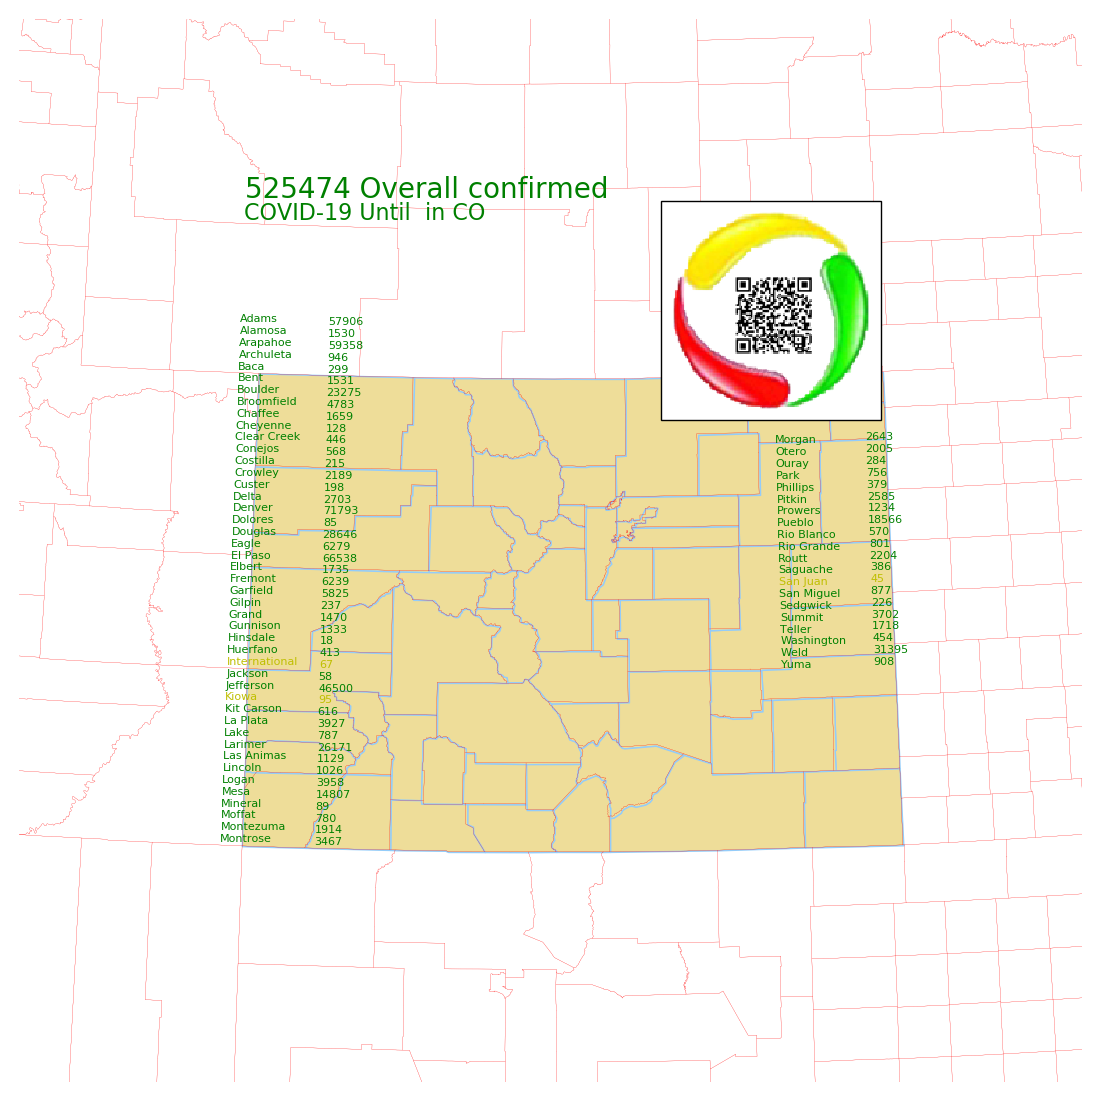 525474 Overall confirmed
COVID-19 Until  in CO
Adams 57906
Alamosa 1530
Arapahoe 59358
Archuleta 946
Baca 299
Bent 1531
Boulder 23275
Broomfield 4783
Chaffee 1659
Cheyenne 128
Clear Creek 446
Conejos 568
Costilla 215
Crowley 2189
Custer 198
Delta 2703
Denver 71793
Dolores 85
Douglas 28646
Eagle 6279
El Paso 66538
Elbert 1735
Fremont 6239
Garfield 5825
Gilpin 237
Grand 1470
Gunnison 1333
Hinsdale 18
Huerfano 413
International 67
Jackson 58
Jefferson 46500
Kiowa 95
Kit Carson 616
La Plata 3927
Lake 787
Larimer 26171
Las Animas 1129
Lincoln 1026
Logan 3958
Mesa 14807
Mineral 89
Moffat 780
Montezuma 1914
Montrose 3467
Morgan 2643
Otero 2005
Ouray 284
Park 756
Phillips 379
Pitkin 2585
Prowers 1234
Pueblo 18566
Rio Blanco 570
Rio Grande 801
Routt 2204
Saguache 386
San Juan 45
San Miguel 877
Sedgwick 226
Summit 3702
Teller 1718
Washington 454
Weld 31395
Yuma 908